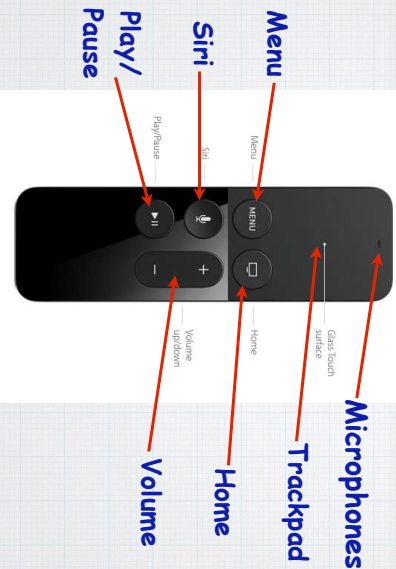 Menu
Siri
Play/
Pause
Menu
Siri
Play/Pause
MENU
Glass Touch
surface
Home
Volume
up/down
Microphones
Trackpad
Home
Volume